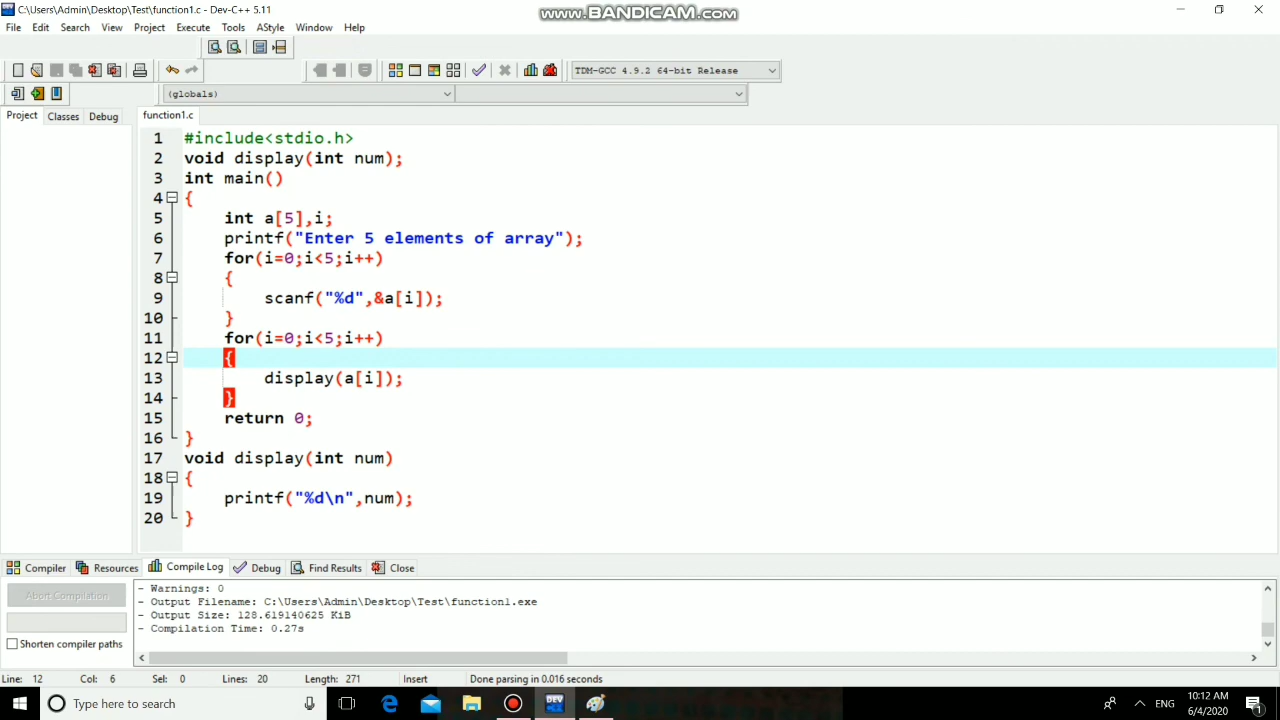 C:\Users\Admin\Desktop\Test\function1.c - Dev-C++ 5.11
www.BANDICAM.com
File Edit Search View Project Execute Tools AStyle Window Help
TDM-GCC 4.9.2 64-bit Release
(globals)
Project Classes Debug
function1.c
1 #include<stdio.h>
2 void display(int num);
3 int main()
4 {
5 int a[5],i;
6 printf("Enter 5 elements of array");
7 for(i=0;i<5;i++)
8 {
9 scanf("%d",&a[i]);
10 }
11 for(i=0;i<5;i++)
12 {
13 display(a[i]);
14 }
15 return 0;
16 }
17 void display(int num)
18 {
19 printf("%d\n",num);
20 }
Compiler Resources Compile Log Debug Find Results Close
Abort Compilation
Shorten compiler paths
- Warnings: 0
- Output Filename: C:\Users\Admin\Desktop\Test\function1.exe
- Output Size: 128.619140625 KiB
- Compilation Time: 0.27s
Line: 12 Col: 6 Sel: 0 Lines: 20 Length: 271 Insert Done parsing in 0.016 seconds
Type here to search
DEV
ENG
10:12 AM
6/4/2020
1